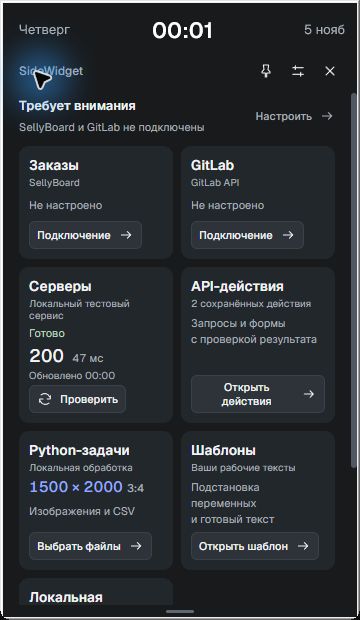 Четверг
00:01
5 нояб
SideWidget
Требует внимания
SellyBoard и GitLab не подключены
Настроить →
Заказы
SellyBoard
Не настроено
Подключение →
GitLab
GitLab API
Не настроено
Подключение →
Серверы
Локальный тестовый
сервис
Готово
200 47 мс
Обновлено 00:00
Проверить
API-действия
2 сохранённых действия
Запросы и формы
с проверкой результата
Открыть
действия →
Python-задачи
Локальная обработка
1500 × 2000 3:4
Изображения и CSV
Выбрать файлы →
Шаблоны
Ваши рабочие тексты
Подстановка
переменных
и готовый текст
Открыть шаблон →
Локальная